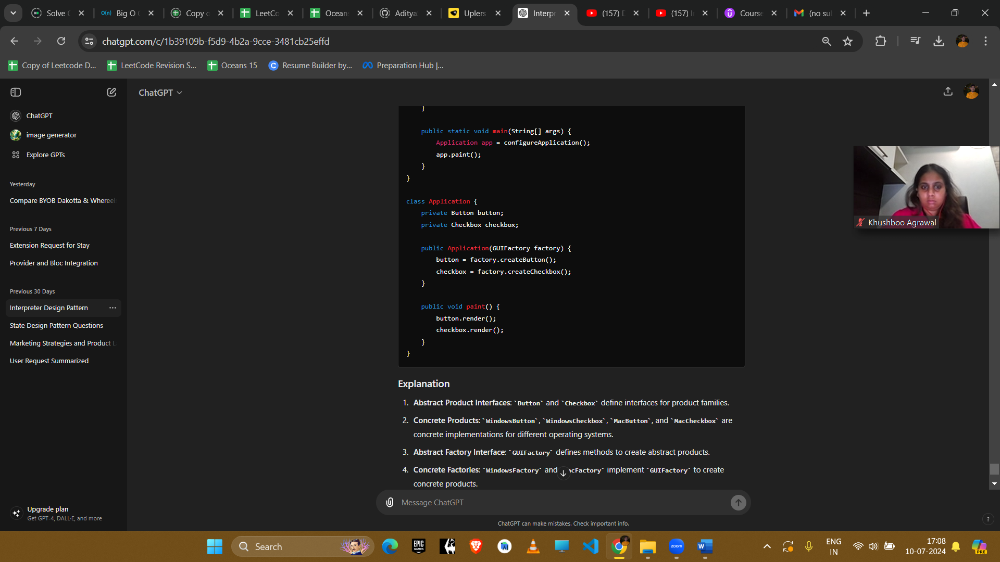 Solve C
O(n) Big O C
Copy o
LeetCo
Ocean
Aditya
Uplers
Interp
(157) D
(157) I
Course
(no su
chatgpt.com/c/1b39109b-f5d9-4b2a-9cce-3481cb25effd
Copy of Leetcode D...
LeetCode Revision S...
Oceans 15
Resume Builder by...
Preparation Hub |...
ChatGPT
image generator
Explore GPTs
Yesterday
Compare BYOB Dakotta & Whereel
Previous 7 Days
Extension Request for Stay
Provider and Bloc Integration
Previous 30 Days
Interpreter Design Pattern
State Design Pattern Questions
Marketing Strategies and Product L
User Request Summarized
Upgrade plan
Get GPT-4, DALL·E, and more
ChatGPT
}
public static void main(String[] args) {
Application app = configureApplication();
app.paint();
}
}
class Application {
private Button button;
private Checkbox checkbox;
public Application(GUIFactory factory) {
button = factory.createButton();
checkbox = factory.createCheckbox();
}
public void paint() {
button.render();
checkbox.render();
}
}
Explanation
1. Abstract Product Interfaces: `Button` and `Checkbox` define interfaces for product families.
2. Concrete Products: `WindowsButton`, `WindowsCheckbox`, `MacButton`, and `MacCheckbox` are
concrete implementations for different operating systems.
3. Abstract Factory Interface: `GUIFactory` defines methods to create abstract products.
4. Concrete Factories: `WindowsFactory` and acFactory` implement `GUIFactory` to create
concrete products.
Message ChatGPT
ChatGPT can make mistakes. Check important info.
?
Khushboo Agrawal
Search
EPIC GAMES
zoom
W
ENG
IN
17:08
10-07-2024
PRE